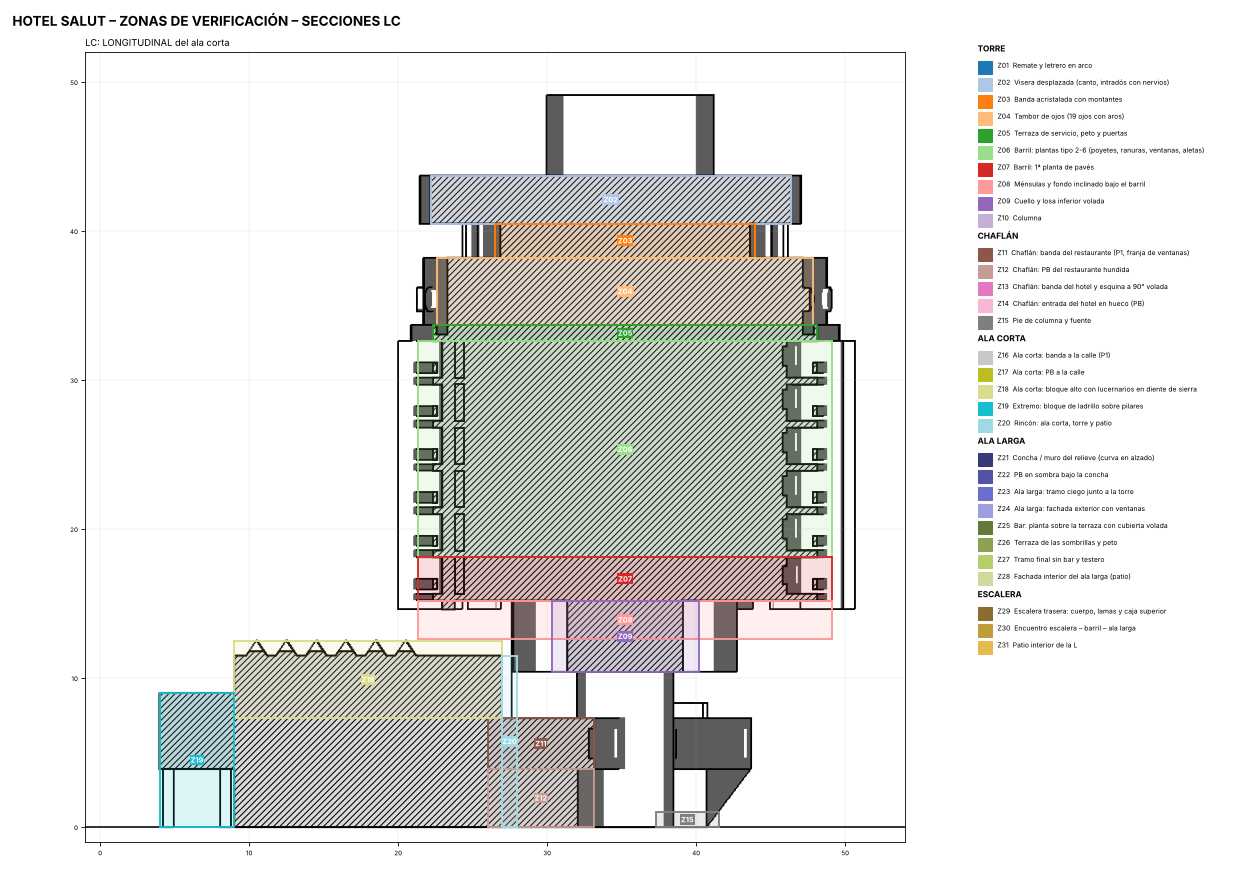 HOTEL SALUT – ZONAS DE VERIFICACIÓN – SECCIONES LC
LC: LONGITUDINAL del ala corta
50
40
30
20
10
0
0
10
20
30
40
50
Z02
Z03
Z04
Z05
Z06
Z07
Z08
Z09
Z18
Z20
Z11
Z19
Z12
Z15
TORRE
Z01 Remate y letrero en arco
Z02 Visera desplazada (canto, intradós con nervios)
Z03 Banda acristalada con montantes
Z04 Tambor de ojos (19 ojos con aros)
Z05 Terraza de servicio, peto y puertas
Z06 Barril: plantas tipo 2-6 (poyetes, ranuras, ventanas, aletas)
Z07 Barril: 1ª planta de pavés
Z08 Ménsulas y fondo inclinado bajo el barril
Z09 Cuello y losa inferior volada
Z10 Columna
CHAFLÁN
Z11 Chaflán: banda del restaurante (P1, franja de ventanas)
Z12 Chaflán: PB del restaurante hundida
Z13 Chaflán: banda del hotel y esquina a 90° volada
Z14 Chaflán: entrada del hotel en hueco (PB)
Z15 Pie de columna y fuente
ALA CORTA
Z16 Ala corta: banda a la calle (P1)
Z17 Ala corta: PB a la calle
Z18 Ala corta: bloque alto con lucernarios en diente de sierra
Z19 Extremo: bloque de ladrillo sobre pilares
Z20 Rincón: ala corta, torre y patio
ALA LARGA
Z21 Concha / muro del relieve (curva en alzado)
Z22 PB en sombra bajo la concha
Z23 Ala larga: tramo ciego junto a la torre
Z24 Ala larga: fachada exterior con ventanas
Z25 Bar: planta sobre la terraza con cubierta volada
Z26 Terraza de las sombrillas y peto
Z27 Tramo final sin bar y testero
Z28 Fachada interior del ala larga (patio)
ESCALERA
Z29 Escalera trasera: cuerpo, lamas y caja superior
Z30 Encuentro escalera – barril – ala larga
Z31 Patio interior de la L